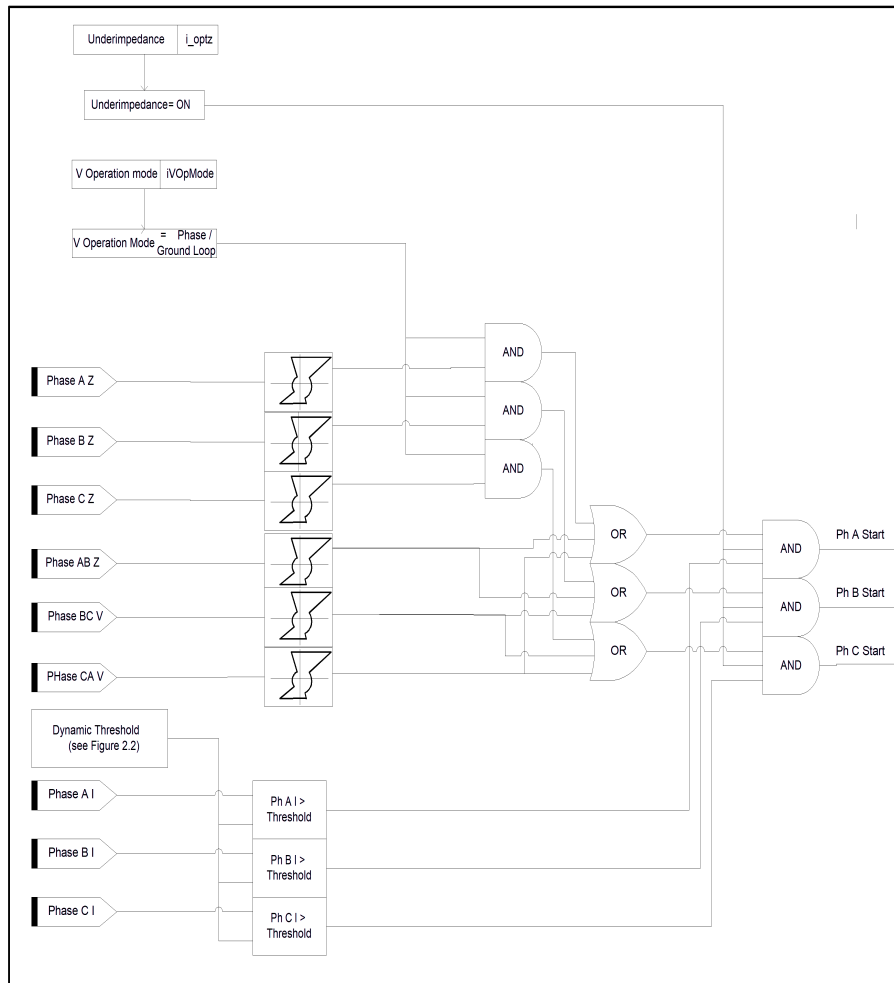 Underimpedance i_optz
Underimpedance= ON
V Operation mode iVOpMode
V Operation Mode = Phase /
Ground Loop
AND
Phase A Z
AND
Phase B Z
AND
Phase C Z
OR
Ph A Start
AND
Phase AB Z
OR
Ph B Start
AND
Phase BC V
OR
Ph C Start
AND
PHase CA V
Dynamic Threshold
(see Figure 2.2)
Phase A I
Ph A I >
Threshold
Phase B I
Ph B I >
Threshold
Phase C I
Ph C I >
Threshold